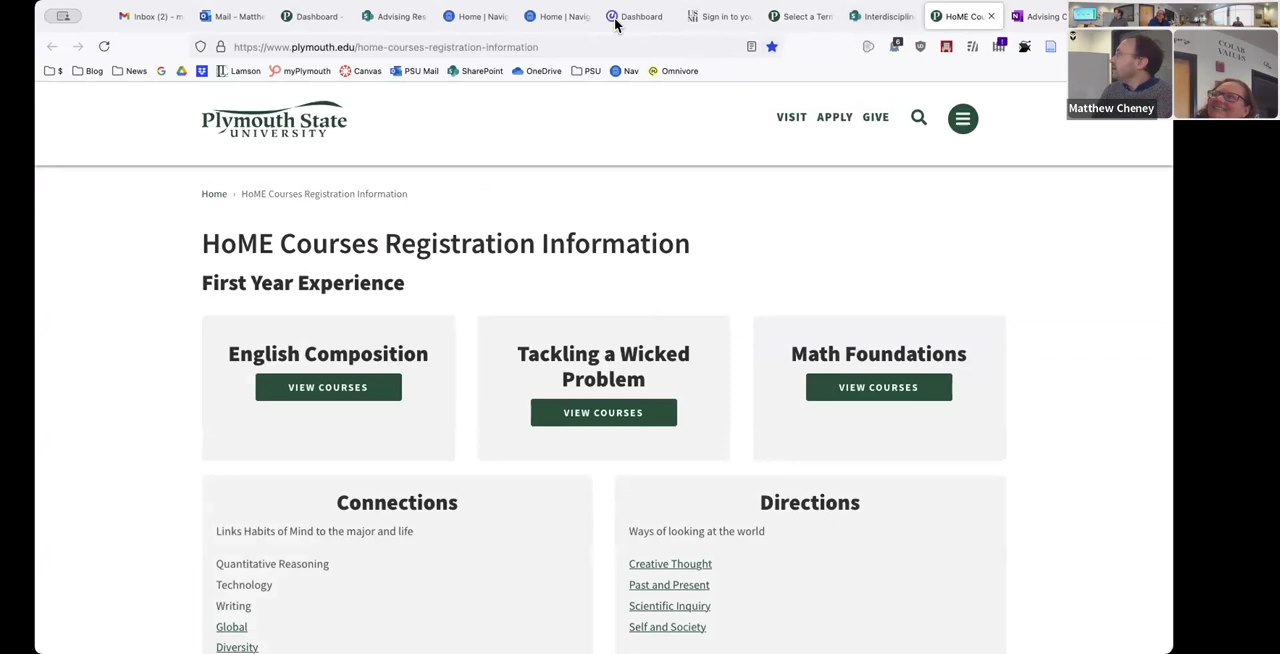 Inbox (2) - m
Mail - Matthe
Dashboard -
Advising Res
Home | Navig
Home | Navig
Dashboard
Sign in to you
Select a Term
Interdisciplin
HoME Cou
Advising C
https://www.plymouth.edu/home-courses-registration-information
6
1
$
Blog
News
Lamson
myPlymouth
Canvas
PSU Mail
SharePoint
OneDrive
PSU
Nav
Omnivore
Matthew Cheney
COLAB
VALUES
Plymouth State
UNIVERSITY
VISIT APPLY GIVE
Home › HoME Courses Registration Information
HoME Courses Registration Information
First Year Experience
English Composition
VIEW COURSES
Tackling a Wicked
Problem
VIEW COURSES
Math Foundations
VIEW COURSES
Connections
Links Habits of Mind to the major and life
Quantitative Reasoning
Technology
Writing
Global
Diversity
Directions
Ways of looking at the world
Creative Thought
Past and Present
Scientific Inquiry
Self and Society